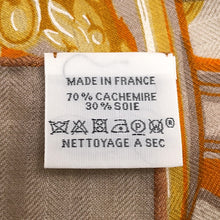 MADE IN FRANCE
70% CACHEMIRE
30% SOIE
NETTOYAGE A SEC